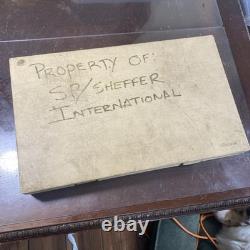 PROPERTY OF:
SP/SHEFFER
INTERNATIONAL